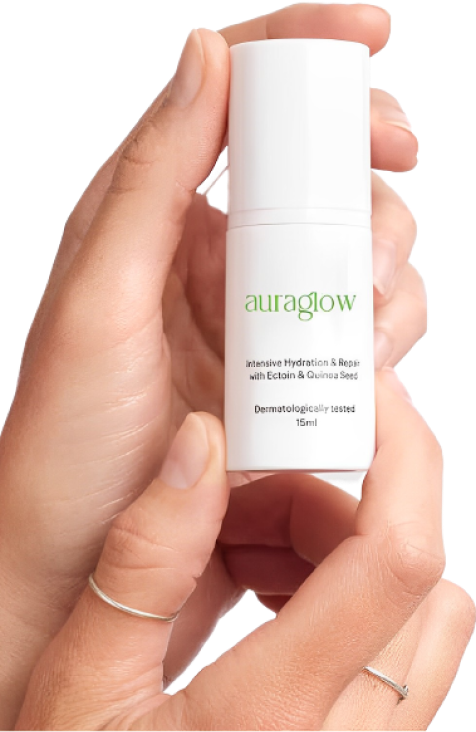 auraglow
Intensive Hydration & Repair
with Ectoin & Quinoa Seed
Dermatologically tested
15ml